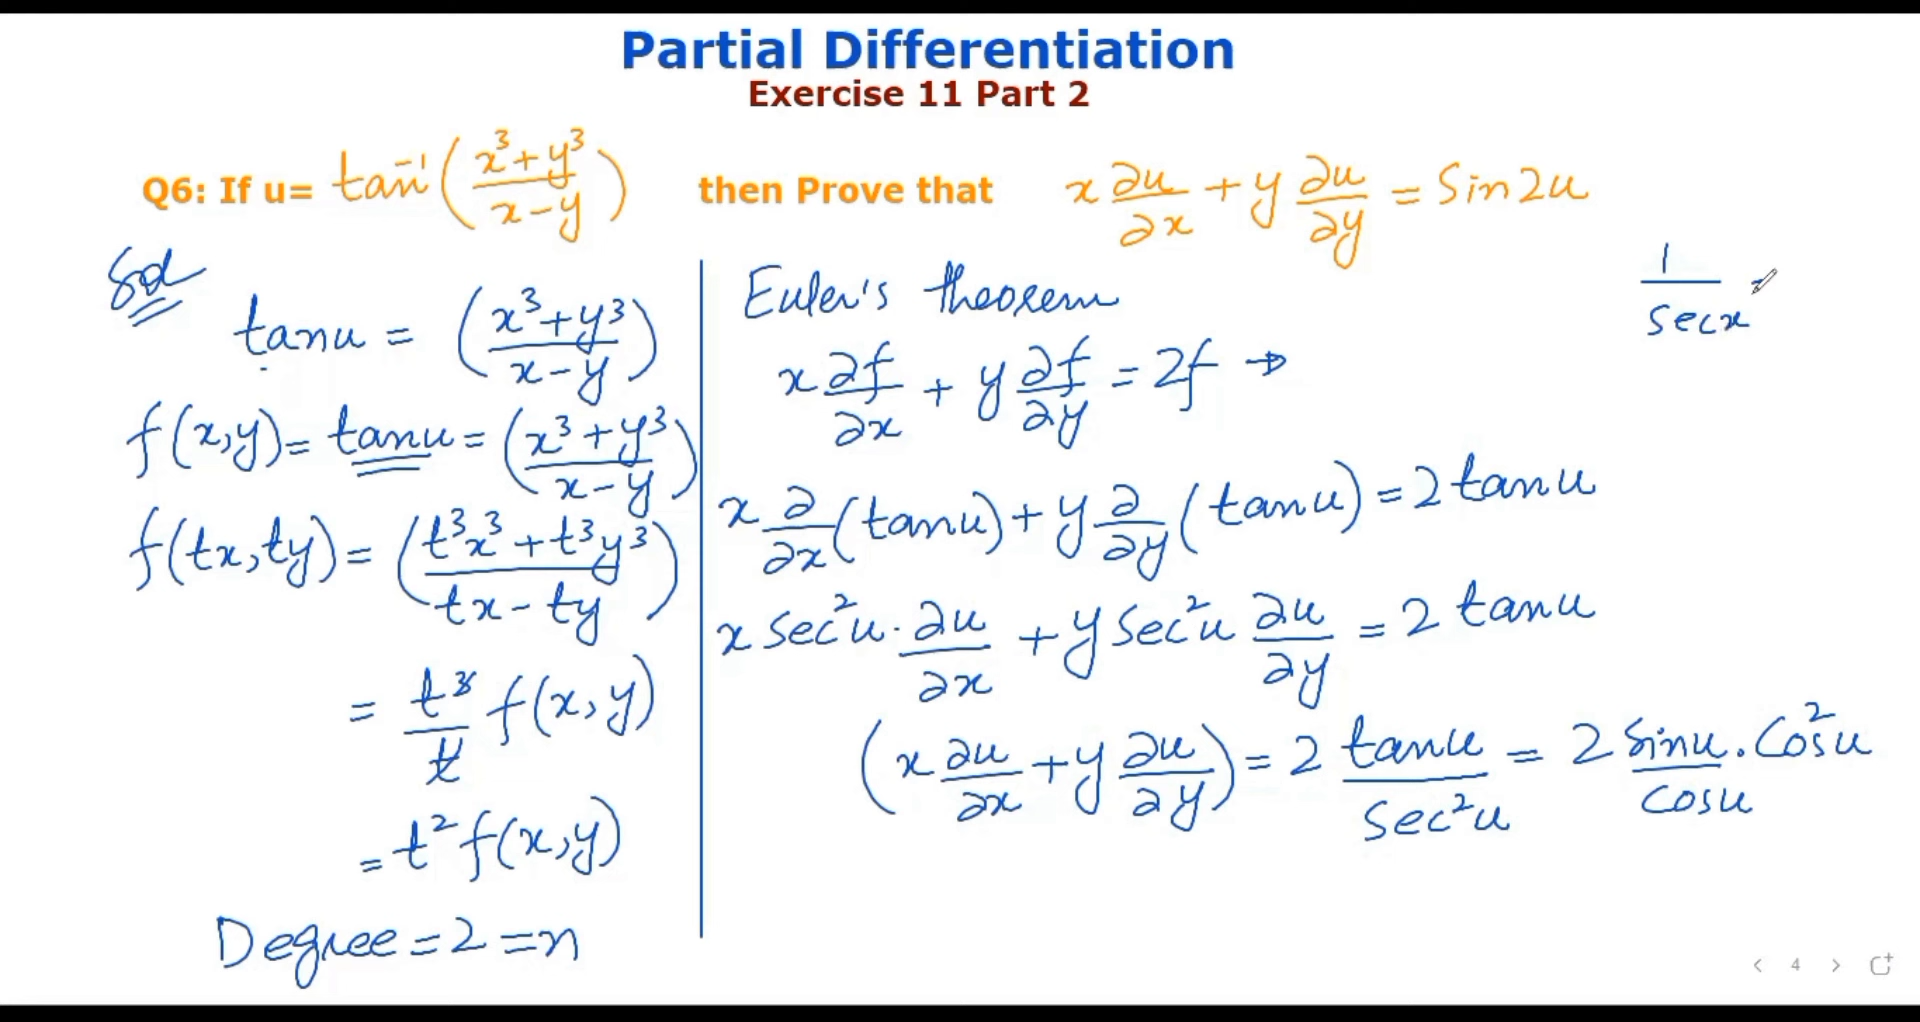 Partial Differentiation
Exercise 11 Part 2
Q6: If u= tan⁻¹((x³+y³)/(x-y)) then Prove that x ∂u/∂x + y ∂u/∂y = Sin2u
Sol
tanu = ((x³+y³)/(x-y))
f(x,y) = tanu = ((x³+y³)/(x-y))
f(tx,ty) = ((t³x³+t³y³)/(tx-ty))
= t³/t f(x,y)
= t² f(x,y)
Degree = 2 = n
Euler's theorem
x ∂f/∂x + y ∂f/∂y = 2f →
x ∂/∂x (tanu) + y ∂/∂y (tanu) = 2 tanu
x sec²u . ∂u/∂x + y sec²u ∂u/∂y = 2 tanu
(x ∂u/∂x + y ∂u/∂y) = 2 tanu/sec²u = 2 sinu/cosu . Cos²u
1/secx =
< 4 >